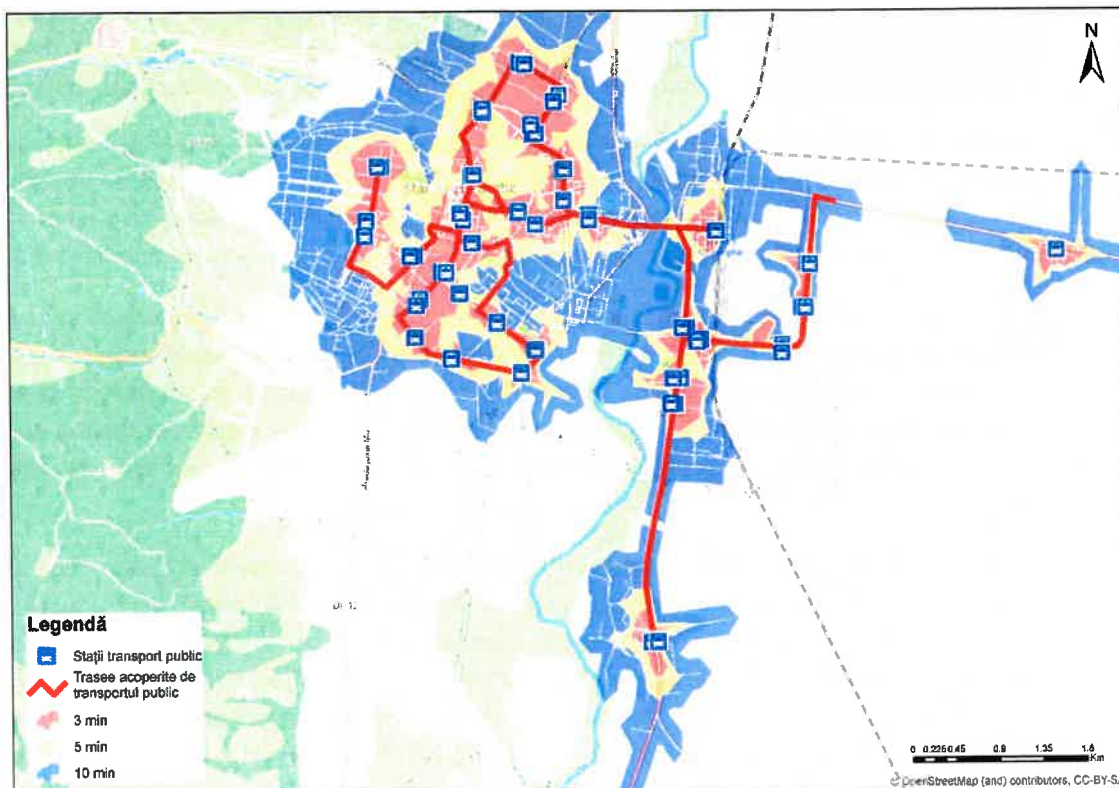 N
Legendă
Stații transport public
Trasee acoperite de
transportul public
3 min
5 min
10 min
0 0.225 0.45 0.9 1.35 1.8
Km
OpenStreetMap (and) contributors, CC-BY-SA